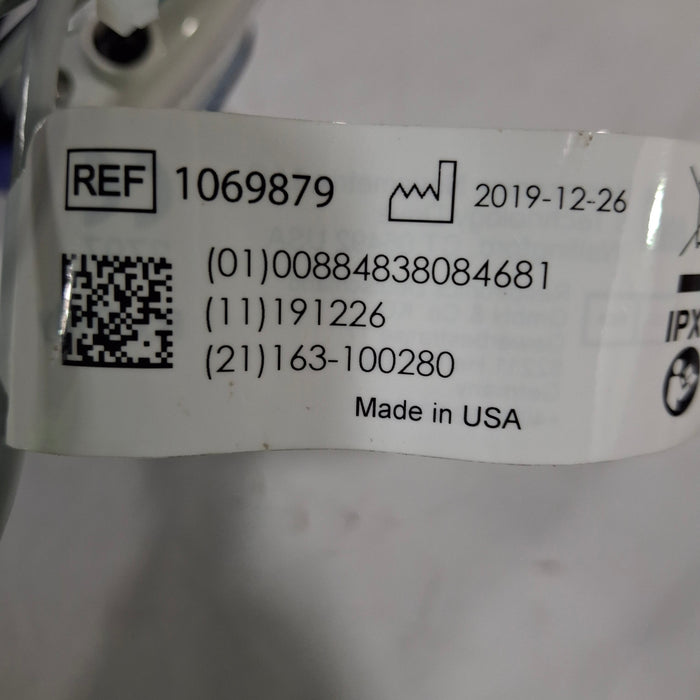 REF 1069879 2019-12-26
(01)00884838084681
(11)191226
(21)163-100280
IPX
Made in USA